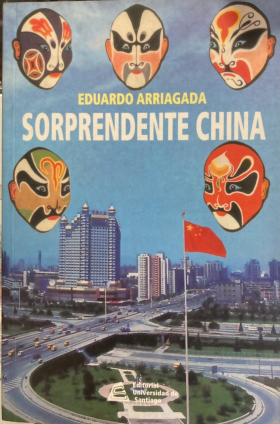 EDUARDO ARRIAGADA
SORPRENDENTE CHINA
Editorial
Universidad de
Santiago